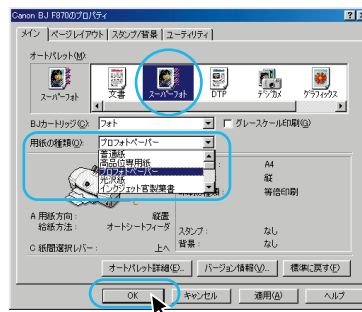 Canon BJ F870のプロパティ
メイン ページレイアウト スタンプ/背景 ユーティリティ
オートパレット(M):
スーパーフォト 文書 スーパーフォト DTP デジカメ グラフィックス
BJカートリッジ(C): フォト グレースケール印刷(G)
用紙の種類(O): プロフォトペーパー
普通紙
高品位専用紙
プロフォトペーパー
光沢紙
インクジェット官製葉書
A4
縦
等倍印刷
A 用紙方向: 縦置
給紙方法: オートシートフィーダ
スタンプ: なし
C 紙間選択レバー: 上へ
背景: なし
オートパレット詳細(E)... バージョン情報(V)... 標準に戻す(F)
OK キャンセル 適用(A) ヘルプ